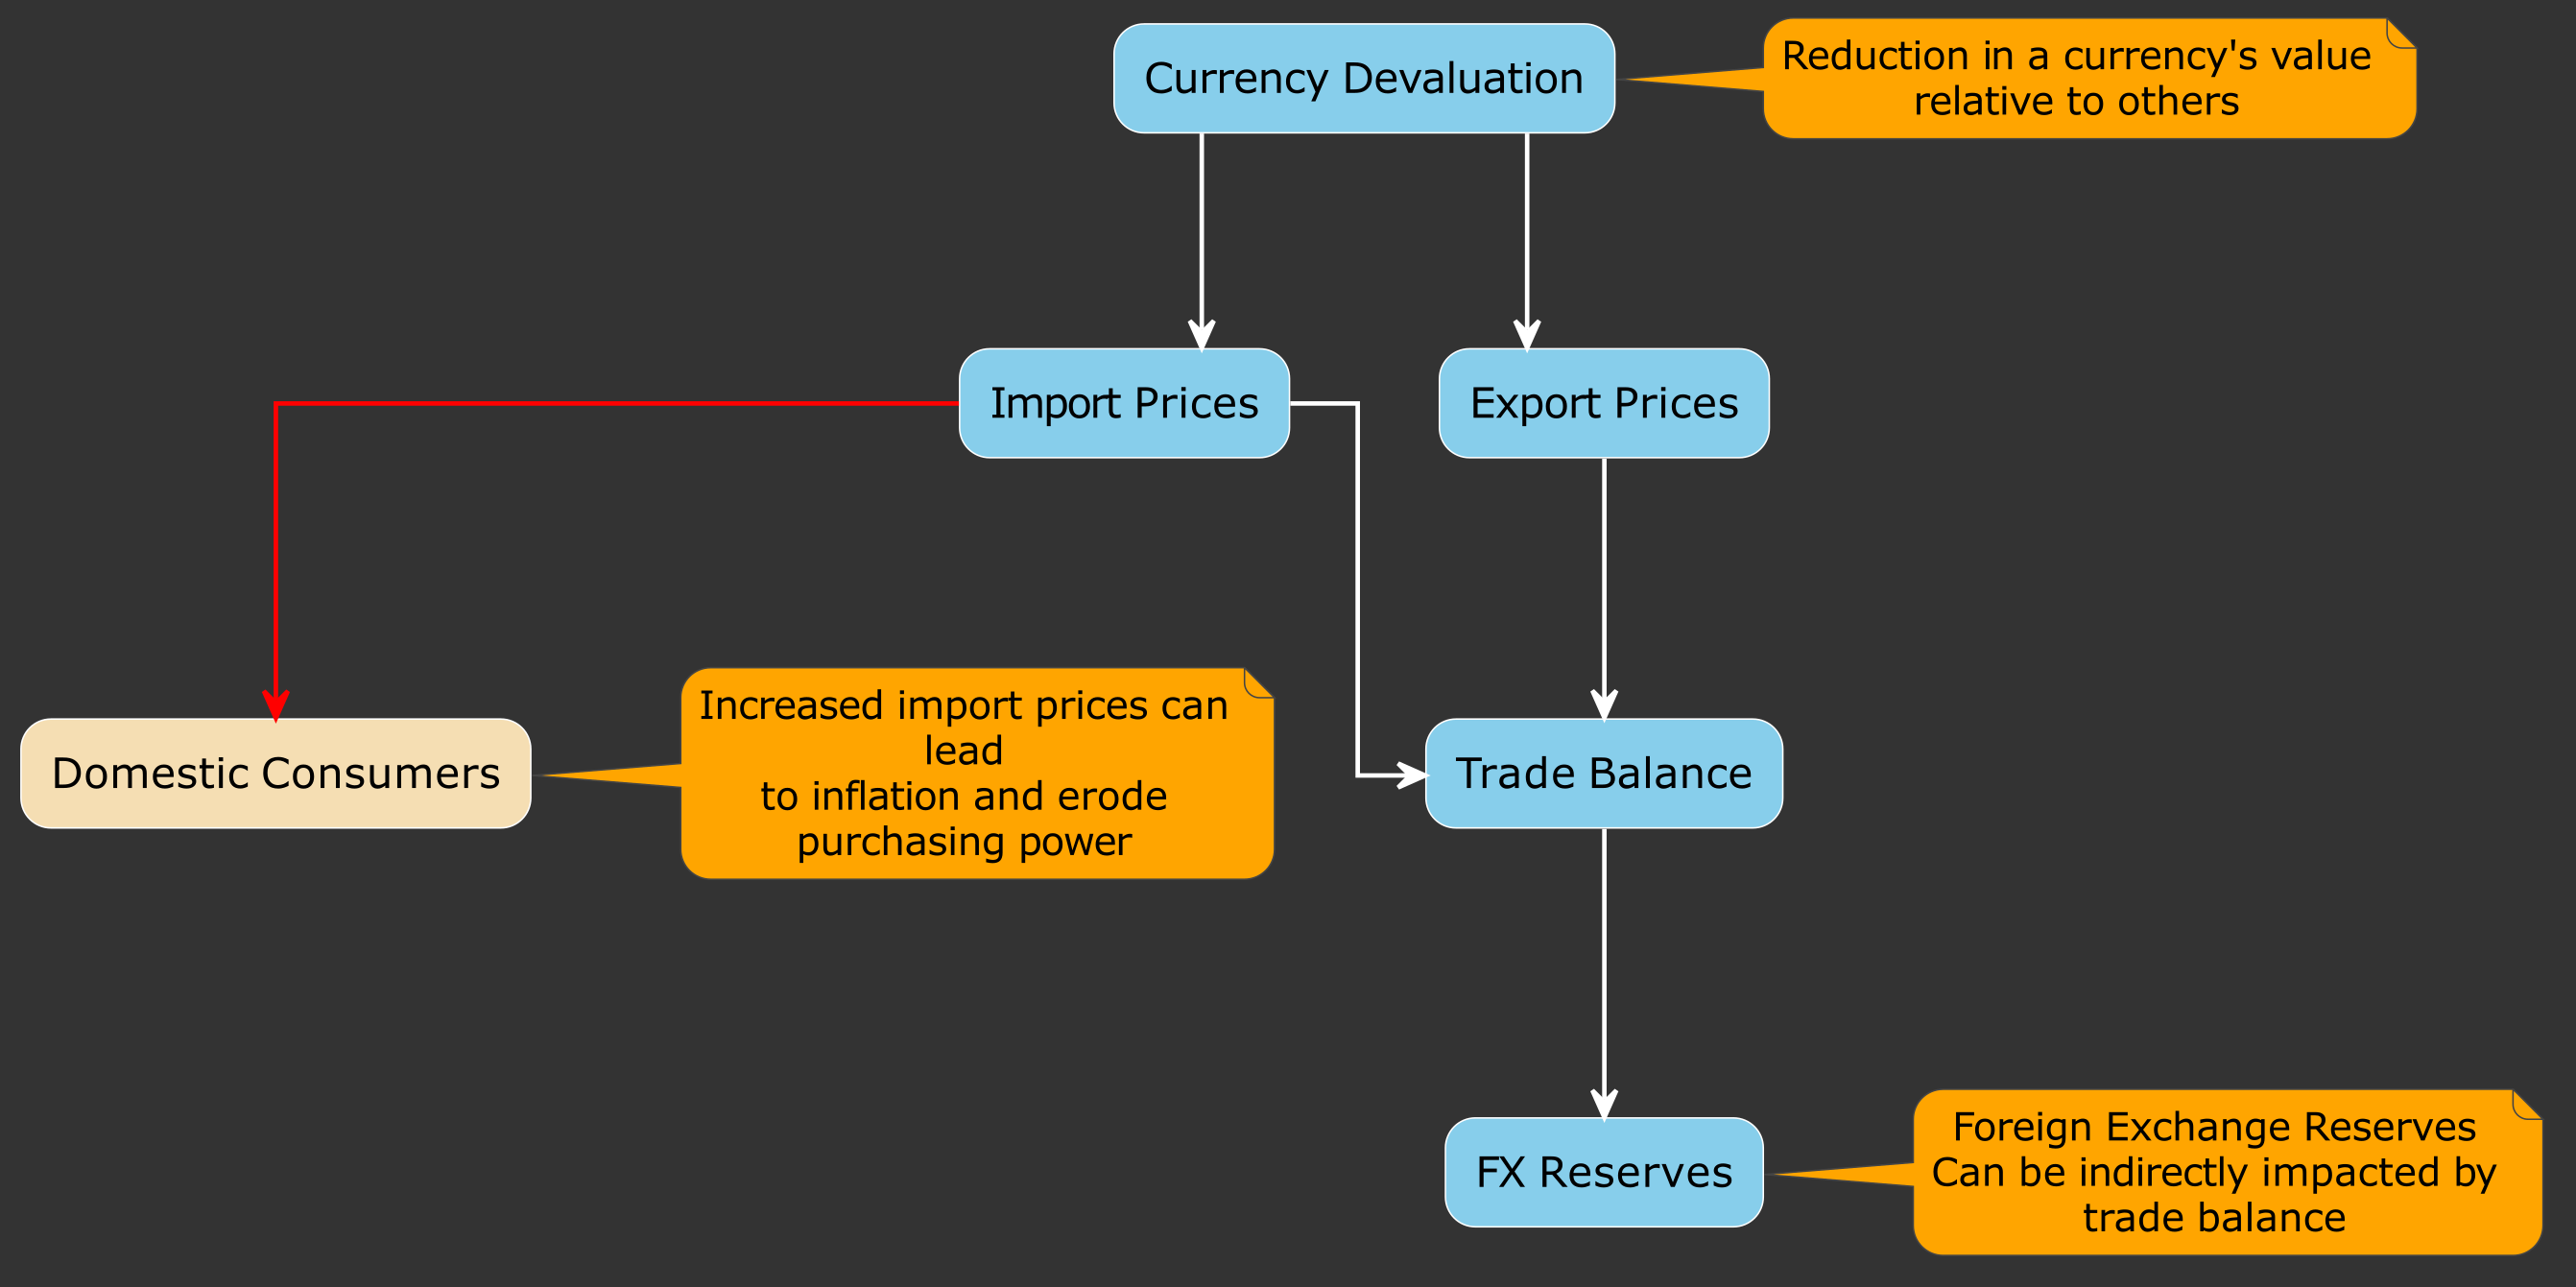 Currency Devaluation
Reduction in a currency's value
relative to others
Import Prices
Export Prices
Domestic Consumers
Increased import prices can
lead
to inflation and erode
purchasing power
Trade Balance
FX Reserves
Foreign Exchange Reserves
Can be indirectly impacted by
trade balance